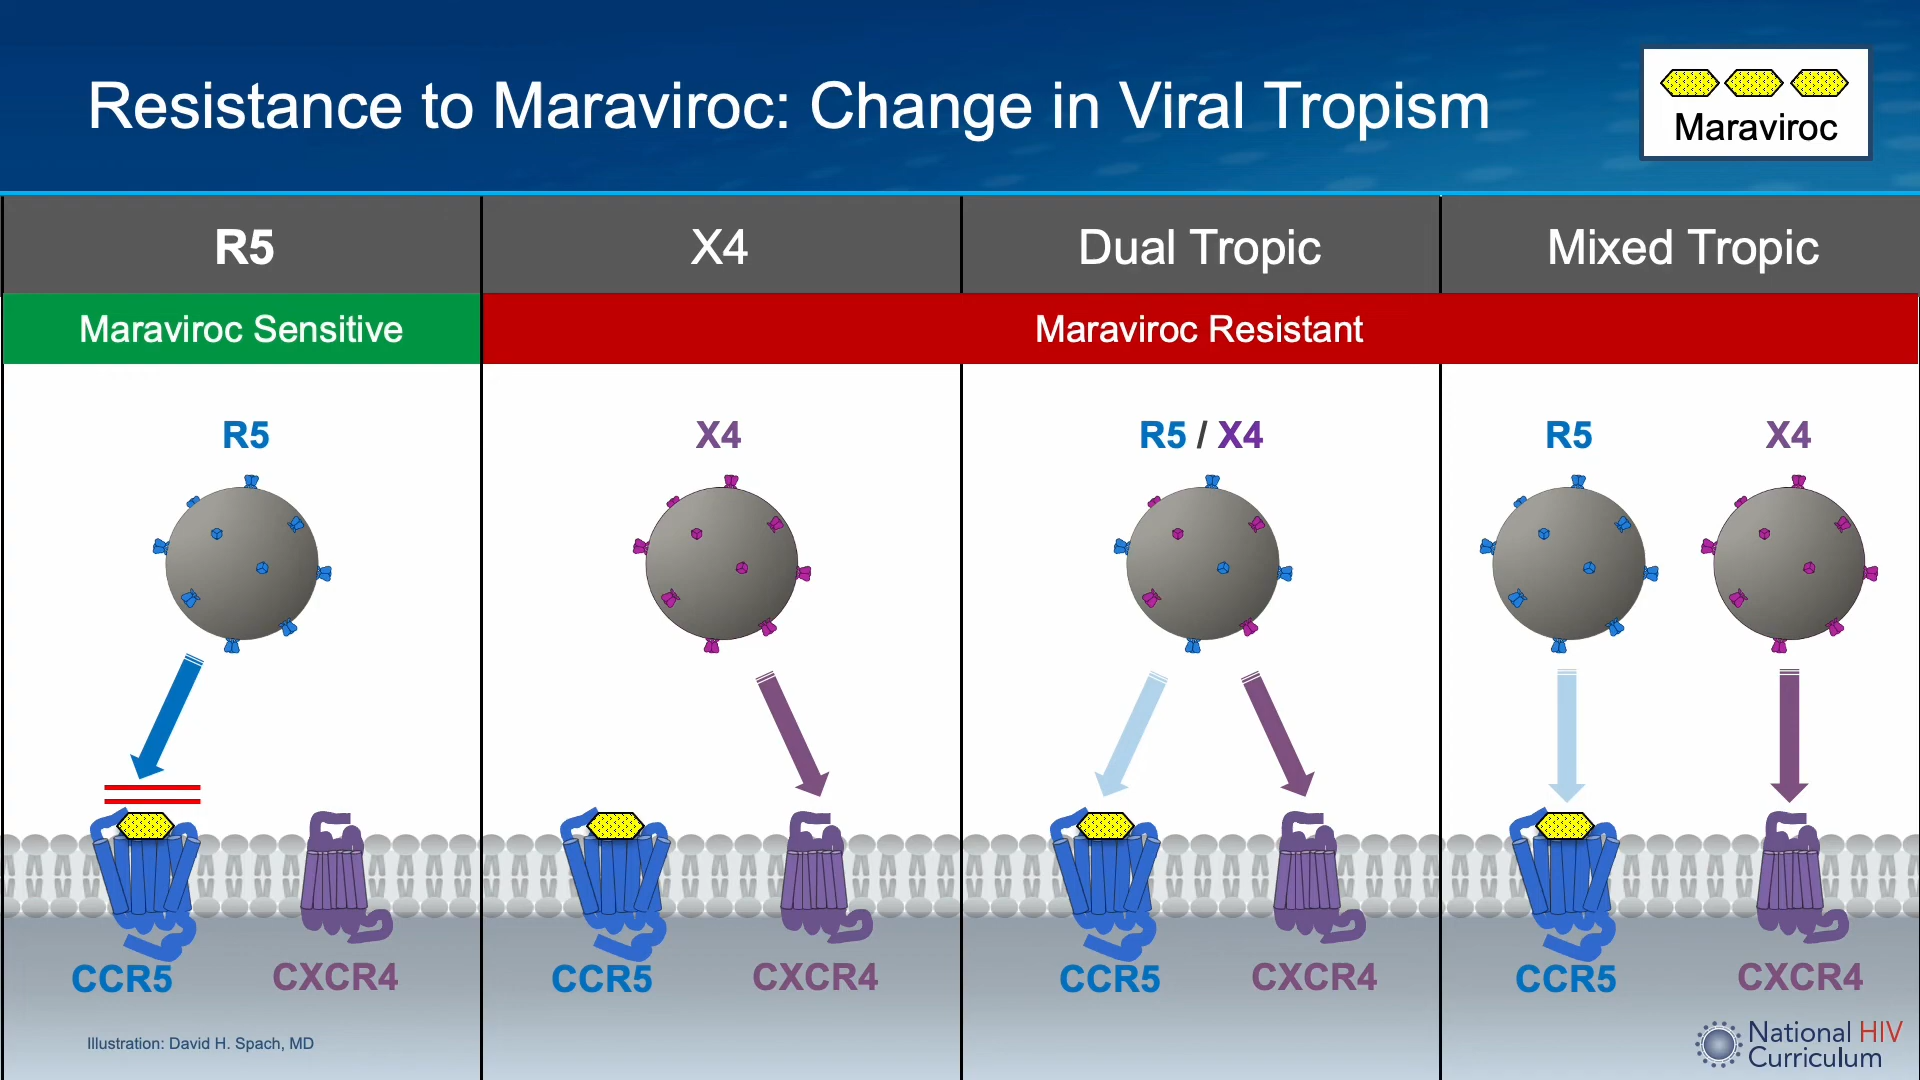 Resistance to Maraviroc: Change in Viral Tropism
Maraviroc
R5
X4
Dual Tropic
Mixed Tropic
Maraviroc Sensitive
Maraviroc Resistant
R5
X4
R5 / X4
R5
X4
CCR5
CXCR4
CCR5
CXCR4
CCR5
CXCR4
CCR5
CXCR4
Illustration: David H. Spach, MD
National HIV
Curriculum